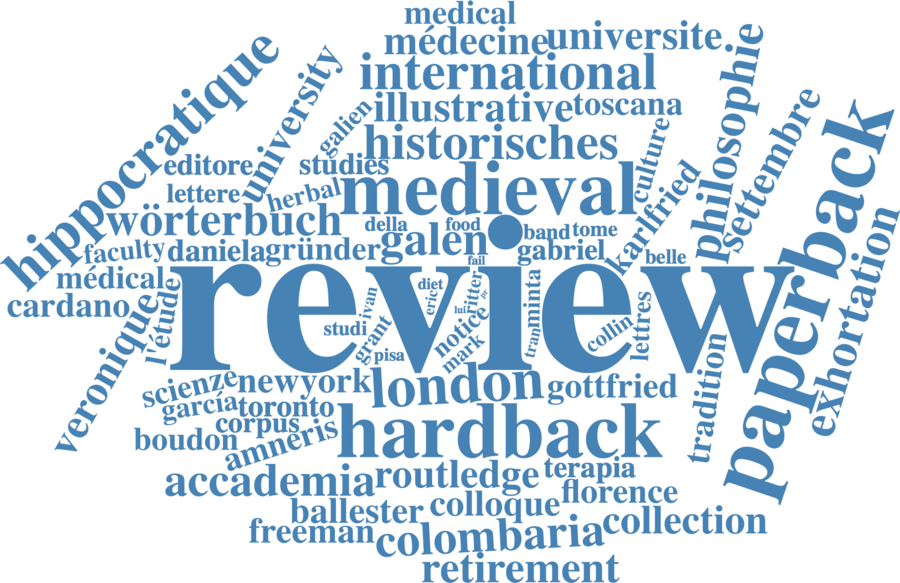 medical
médecine
universite
international
hippocratique
university
galien
illustrative
toscana
philosophie
settembre
paperback
historisches
culture
editore
studies
lettere
herbal
medieval
karlfried
wörterbuch
della
food
band
tome
faculty
daniela
gründer
galen
gabriel
belle
fail
médical
review
cardano
l'étude
veronique
diet
eric
ritter
ivan
studi
grant
pisa
lui
notice
mark
minta
tran
collin
lettres
exhortation
tradition
scienze
newyork
london
gottfried
garcía
toronto
corpus
boudon
amneris
hardback
accademia
routledge
terapia
florence
ballester
colloque
freeman
colombaria
collection
retirement